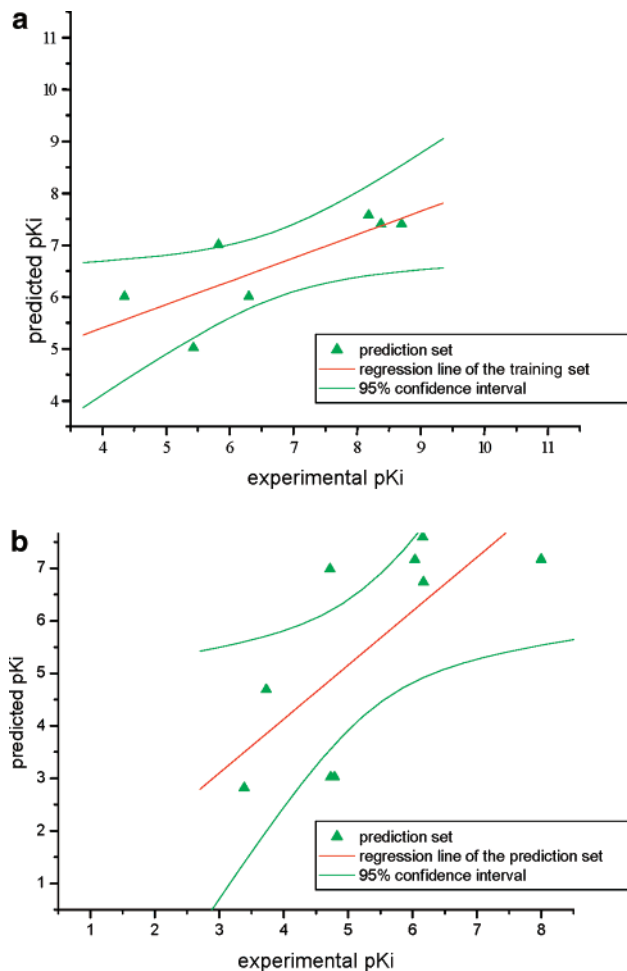 a
11
10
9
8
7
6
5
4
predicted pKi
4 5 6 7 8 9 10 11
experimental pKi
prediction set
regression line of the training set
95% confidence interval
b
7
6
5
4
3
2
1
predicted pKi
1 2 3 4 5 6 7 8
experimental pKi
prediction set
regression line of the prediction set
95% confidence interval